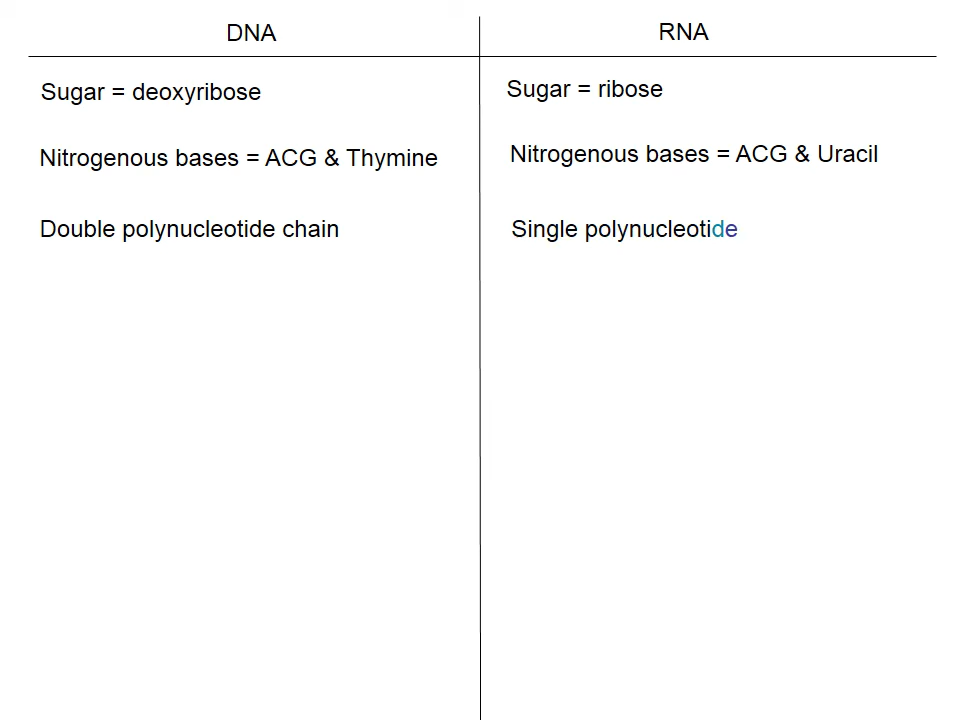 DNA
RNA
Sugar = deoxyribose
Sugar = ribose
Nitrogenous bases = ACG & Thymine
Nitrogenous bases = ACG & Uracil
Double polynucleotide chain
Single polynucleotide